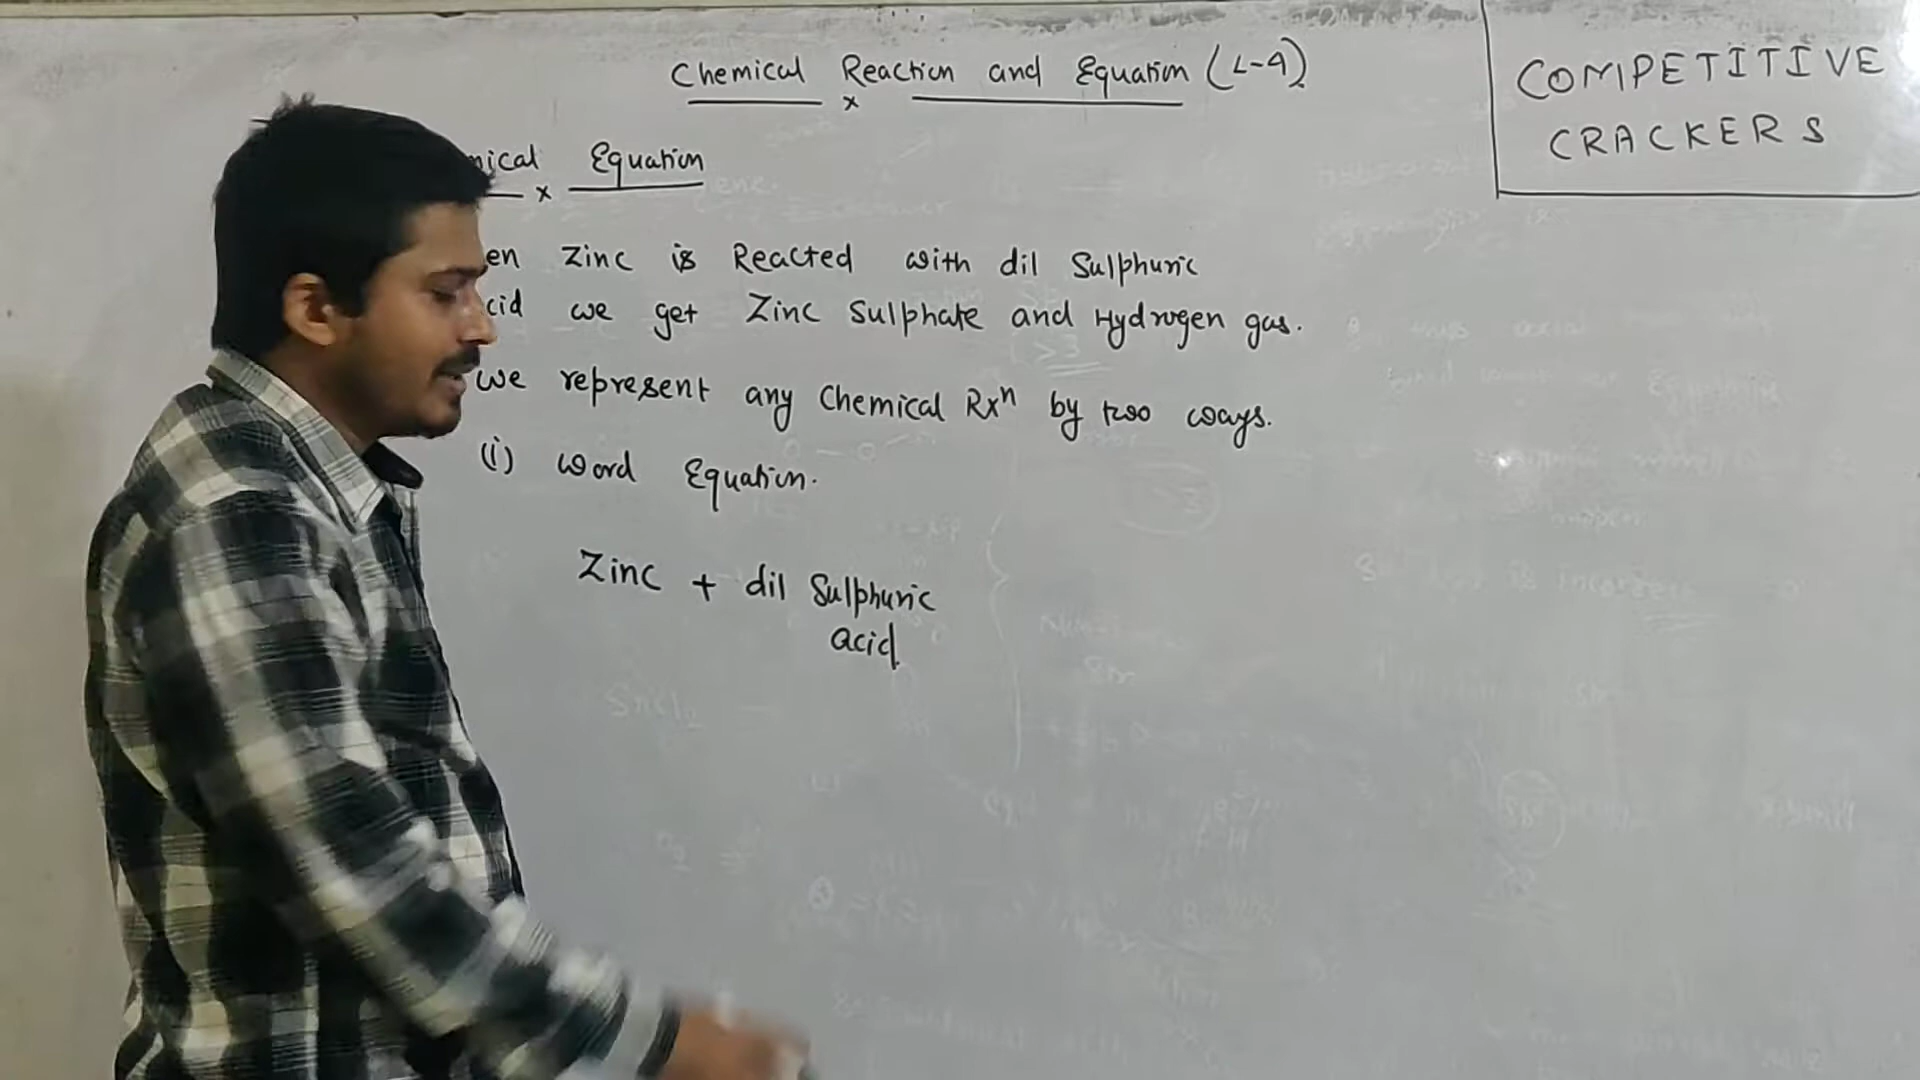 Chemical Reaction and Equation (L-4)
COMPETITIVE
CRACKERS
mical Equation
en Zinc is Reacted with dil Sulphuric
cid we get Zinc Sulphate and Hydrogen gas.
we represent any Chemical Rxⁿ by two ways.
(i) Word Equation.
Zinc + dil Sulphuric
acid